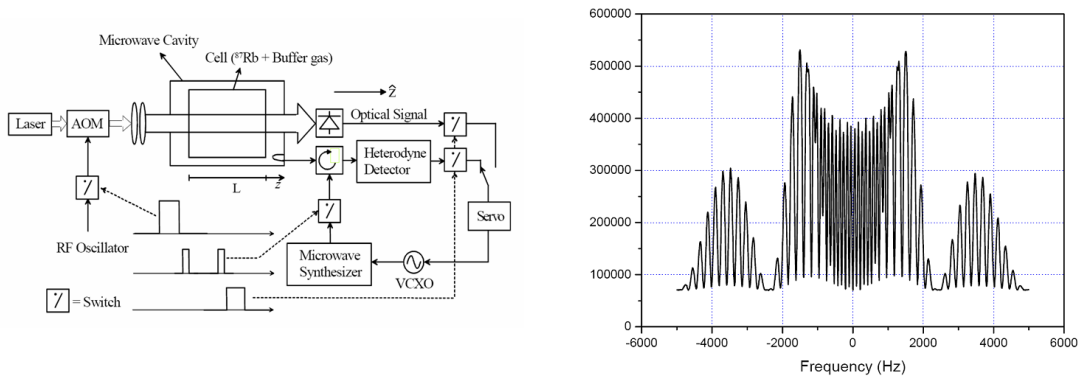 Microwave Cavity
Cell (⁸⁷Rb + Buffer gas)
ẑ
Laser
AOM
Optical Signal
Heterodyne
Detector
L
z
Servo
RF Oscillator
Microwave
Synthesizer
VCXO
= Switch
600000
500000
400000
300000
200000
100000
0
-6000
-4000
-2000
0
2000
4000
6000
Frequency (Hz)